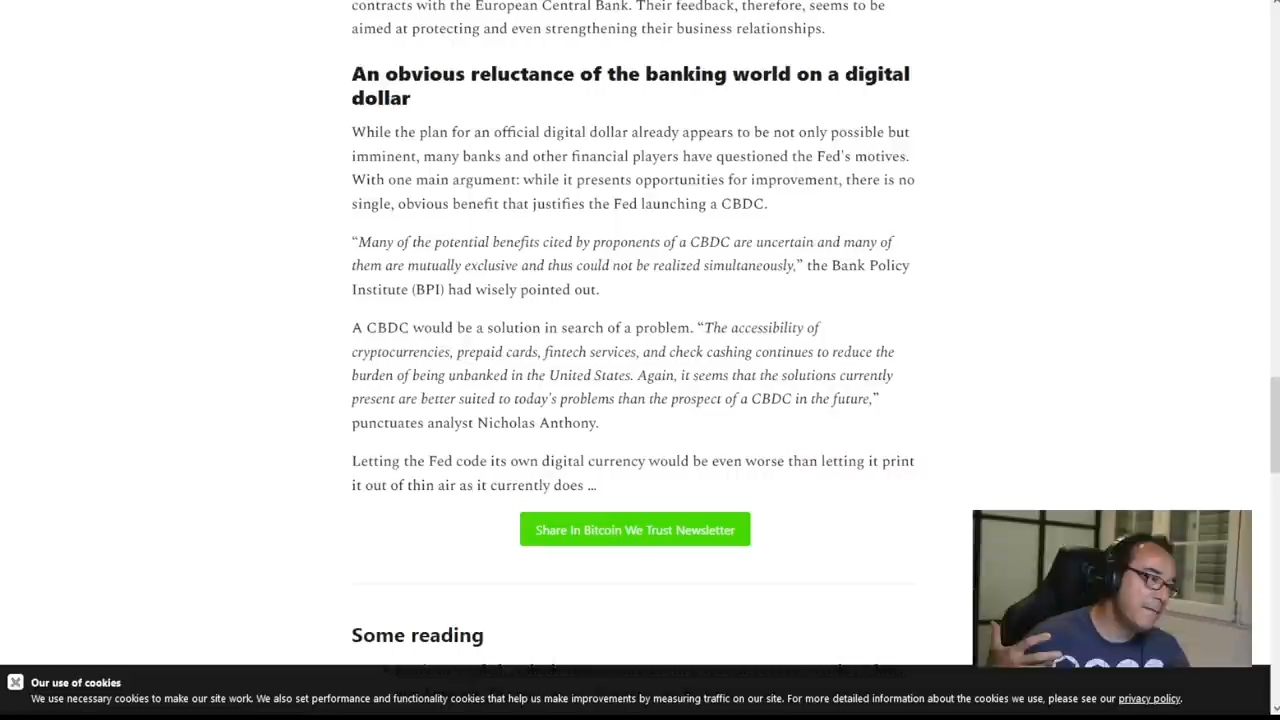 contracts with the European Central Bank. Their feedback, therefore, seems to be
aimed at protecting and even strengthening their business relationships.
An obvious reluctance of the banking world on a digital
dollar
While the plan for an official digital dollar already appears to be not only possible but
imminent, many banks and other financial players have questioned the Fed's motives.
With one main argument: while it presents opportunities for improvement, there is no
single, obvious benefit that justifies the Fed launching a CBDC.
“Many of the potential benefits cited by proponents of a CBDC are uncertain and many of
them are mutually exclusive and thus could not be realized simultaneously,” the Bank Policy
Institute (BPI) had wisely pointed out.
A CBDC would be a solution in search of a problem. “The accessibility of
cryptocurrencies, prepaid cards, fintech services, and check cashing continues to reduce the
burden of being unbanked in the United States. Again, it seems that the solutions currently
present are better suited to today's problems than the prospect of a CBDC in the future,”
punctuates analyst Nicholas Anthony.
Letting the Fed code its own digital currency would be even worse than letting it print
it out of thin air as it currently does ...
Share In Bitcoin We Trust Newsletter
Some reading
Our use of cookies
We use necessary cookies to make our site work. We also set performance and functionality cookies that help us make improvements by measuring traffic on our site. For more detailed information about the cookies we use, please see our privacy policy.